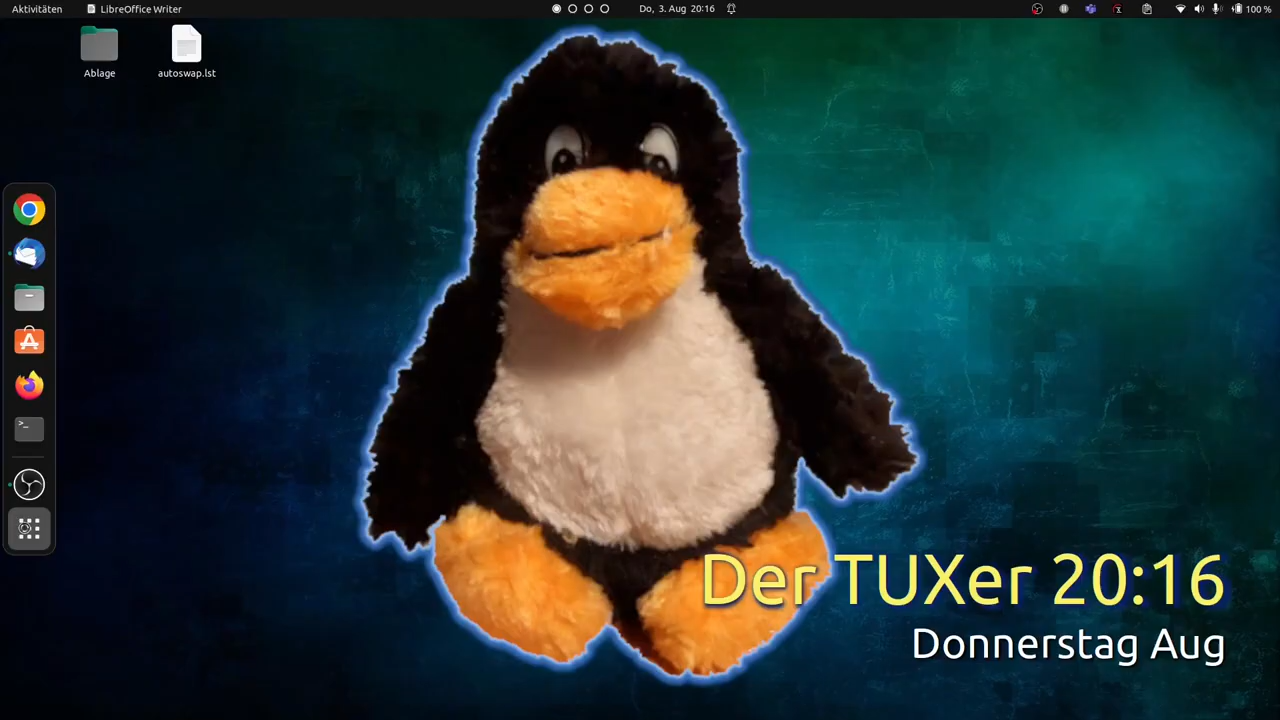 Aktivitäten
LibreOffice Writer
Do, 3. Aug 20:16
100 %
Ablage
autoswap.lst
>_
Der TUXer 20:16
Donnerstag Aug